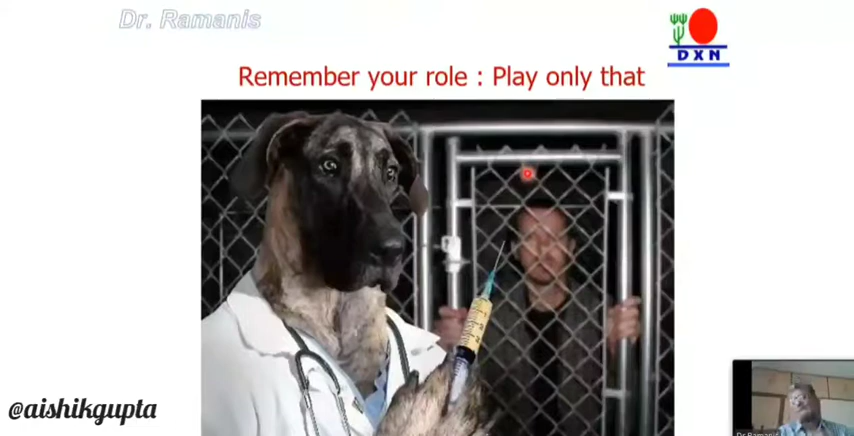 Dr. Ramanis
DXN
Remember your role : Play only that
@aishikgupta